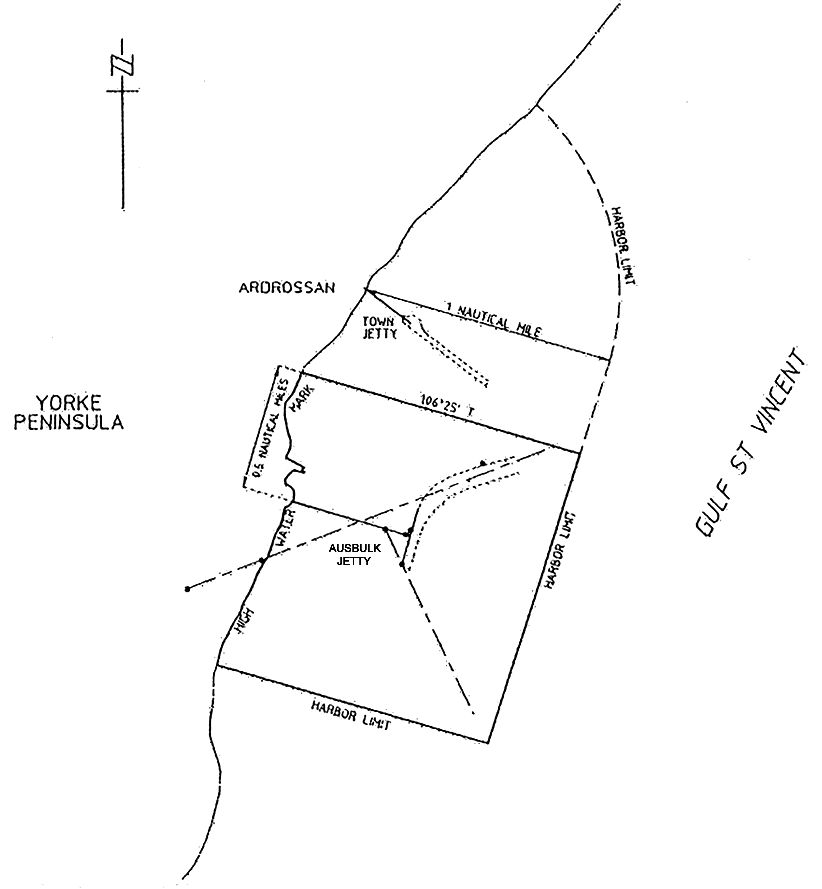 N
HARBOR LIMIT
ARDROSSAN
1 NAUTICAL MILE
TOWN
JETTY
YORKE
PENINSULA
0.5 NAUTICAL MILES
MARK
106°25' T
GULF ST VINCENT
WATER
AUSBULK
JETTY
HARBOR LIMIT
HIGH
HARBOR LIMIT